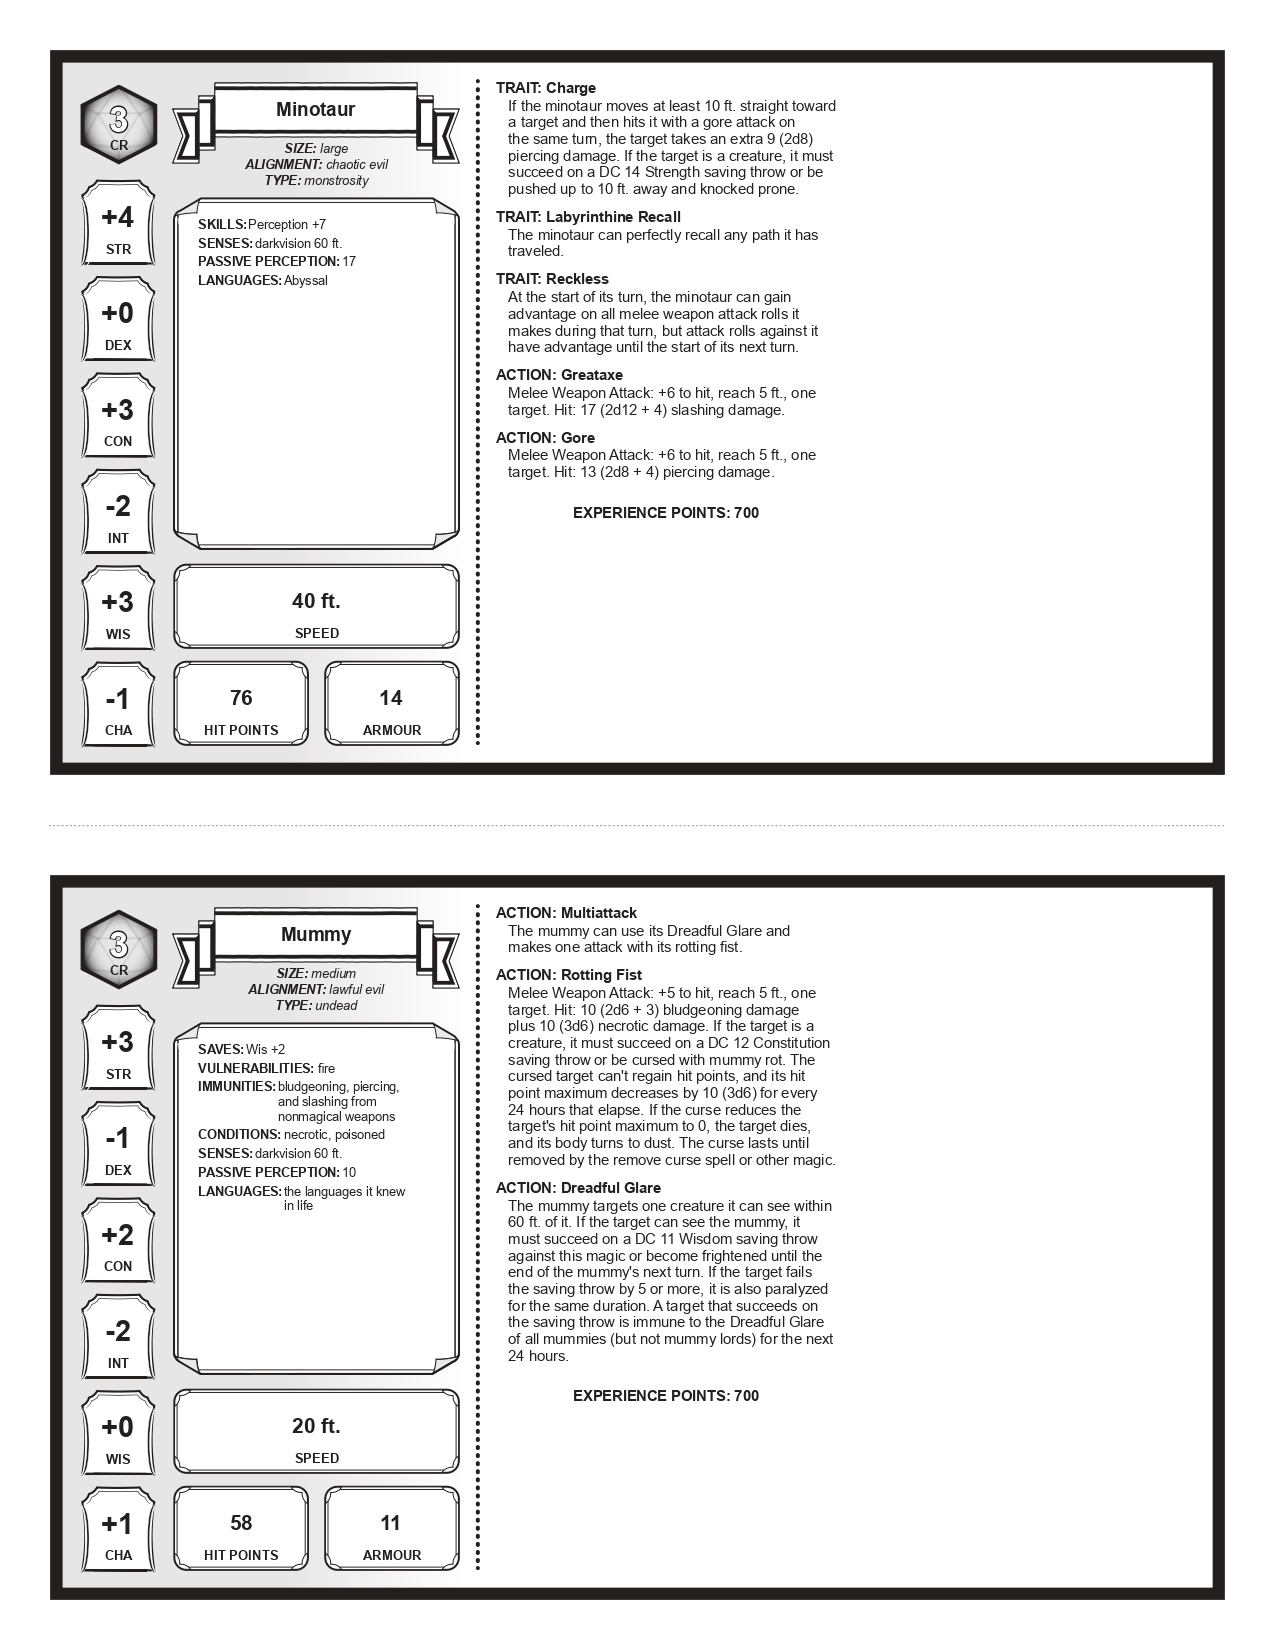 3
CR
Minotaur
SIZE: large
ALIGNMENT: chaotic evil
TYPE: monstrosity
+4
STR
+0
DEX
+3
CON
-2
INT
+3
WIS
-1
CHA
SKILLS: Perception +7
SENSES: darkvision 60 ft.
PASSIVE PERCEPTION: 17
LANGUAGES: Abyssal
40 ft.
SPEED
76
HIT POINTS
14
ARMOUR
TRAIT: Charge
If the minotaur moves at least 10 ft. straight toward
a target and then hits it with a gore attack on
the same turn, the target takes an extra 9 (2d8)
piercing damage. If the target is a creature, it must
succeed on a DC 14 Strength saving throw or be
pushed up to 10 ft. away and knocked prone.
TRAIT: Labyrinthine Recall
The minotaur can perfectly recall any path it has
traveled.
TRAIT: Reckless
At the start of its turn, the minotaur can gain
advantage on all melee weapon attack rolls it
makes during that turn, but attack rolls against it
have advantage until the start of its next turn.
ACTION: Greataxe
Melee Weapon Attack: +6 to hit, reach 5 ft., one
target. Hit: 17 (2d12 + 4) slashing damage.
ACTION: Gore
Melee Weapon Attack: +6 to hit, reach 5 ft., one
target. Hit: 13 (2d8 + 4) piercing damage.
EXPERIENCE POINTS: 700
3
CR
Mummy
SIZE: medium
ALIGNMENT: lawful evil
TYPE: undead
+3
STR
-1
DEX
+2
CON
-2
INT
+0
WIS
+1
CHA
SAVES: Wis +2
VULNERABILITIES: fire
IMMUNITIES: bludgeoning, piercing,
and slashing from
nonmagical weapons
CONDITIONS: necrotic, poisoned
SENSES: darkvision 60 ft.
PASSIVE PERCEPTION: 10
LANGUAGES: the languages it knew
in life
20 ft.
SPEED
58
HIT POINTS
11
ARMOUR
ACTION: Multiattack
The mummy can use its Dreadful Glare and
makes one attack with its rotting fist.
ACTION: Rotting Fist
Melee Weapon Attack: +5 to hit, reach 5 ft., one
target. Hit: 10 (2d6 + 3) bludgeoning damage
plus 10 (3d6) necrotic damage. If the target is a
creature, it must succeed on a DC 12 Constitution
saving throw or be cursed with mummy rot. The
cursed target can't regain hit points, and its hit
point maximum decreases by 10 (3d6) for every
24 hours that elapse. If the curse reduces the
target's hit point maximum to 0, the target dies,
and its body turns to dust. The curse lasts until
removed by the remove curse spell or other magic.
ACTION: Dreadful Glare
The mummy targets one creature it can see within
60 ft. of it. If the target can see the mummy, it
must succeed on a DC 11 Wisdom saving throw
against this magic or become frightened until the
end of the mummy's next turn. If the target fails
the saving throw by 5 or more, it is also paralyzed
for the same duration. A target that succeeds on
the saving throw is immune to the Dreadful Glare
of all mummies (but not mummy lords) for the next
24 hours.
EXPERIENCE POINTS: 700